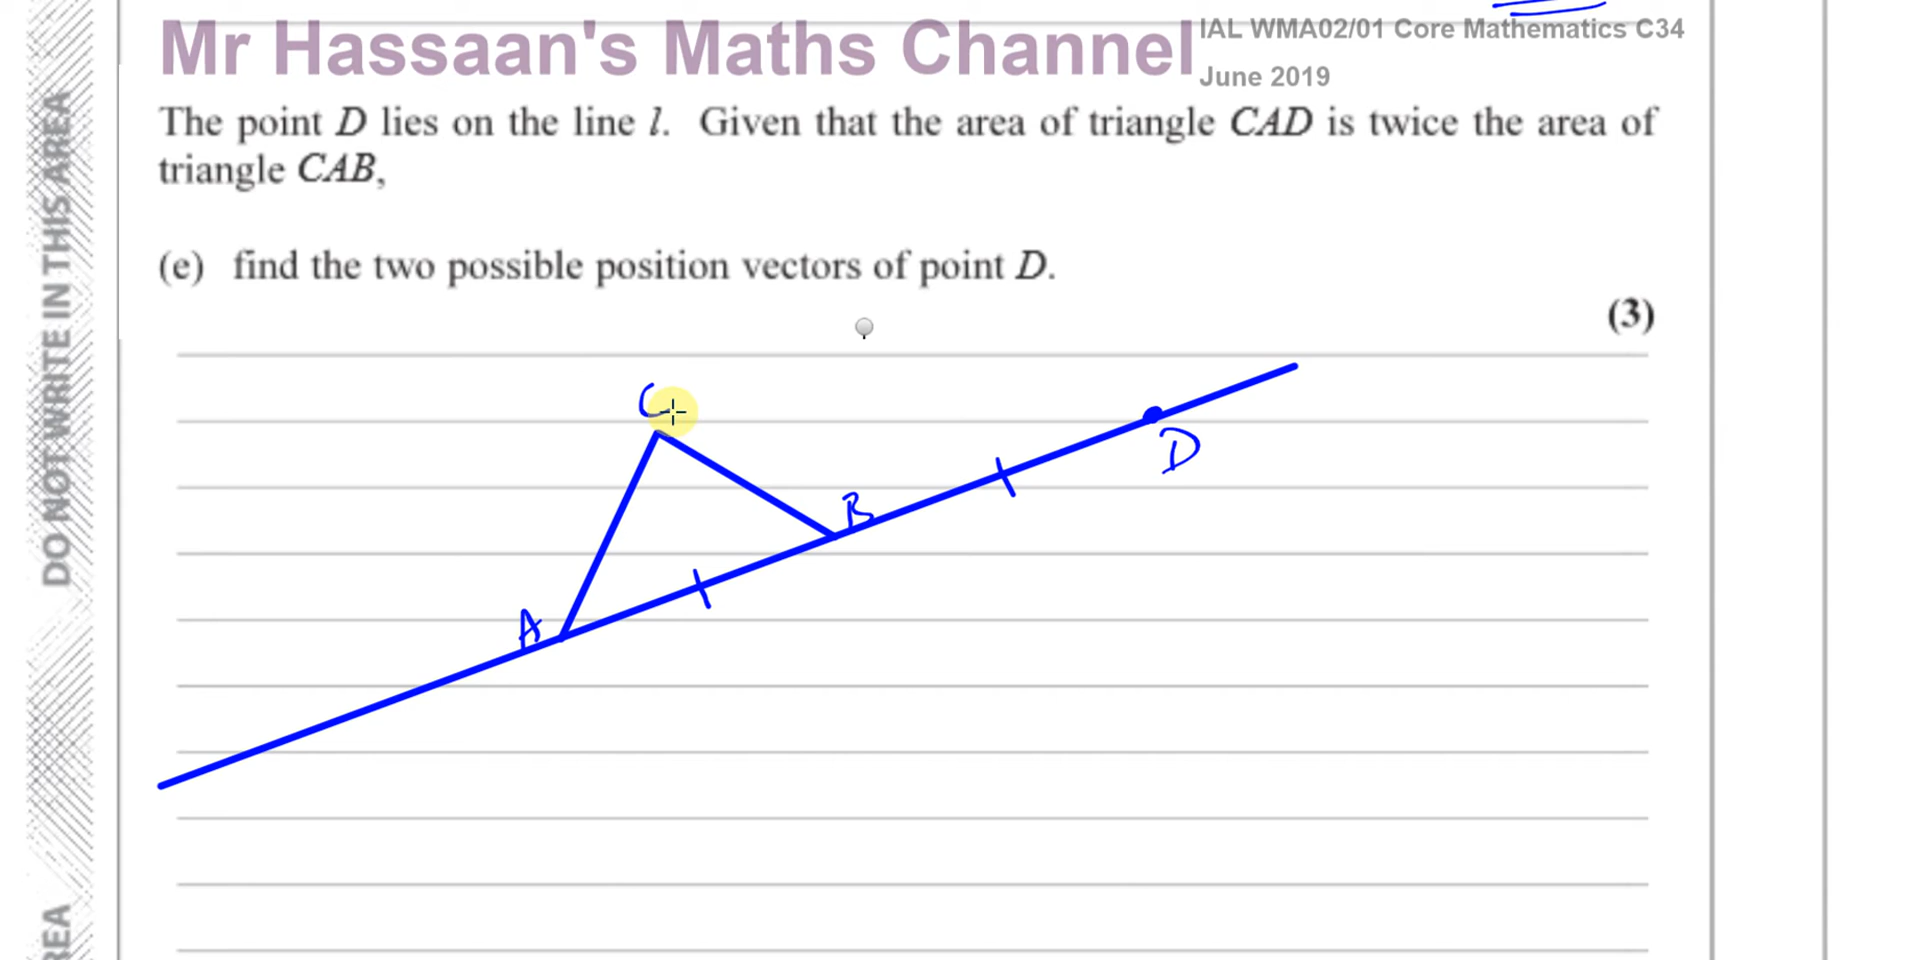 Mr Hassaan's Maths Channel
IAL WMA02/01 Core Mathematics C34
June 2019
The point D lies on the line l. Given that the area of triangle CAD is twice the area of
triangle CAB,
(e) find the two possible position vectors of point D.
(3)
C
B
D
A
DO NOT WRITE IN THIS AREA
REA